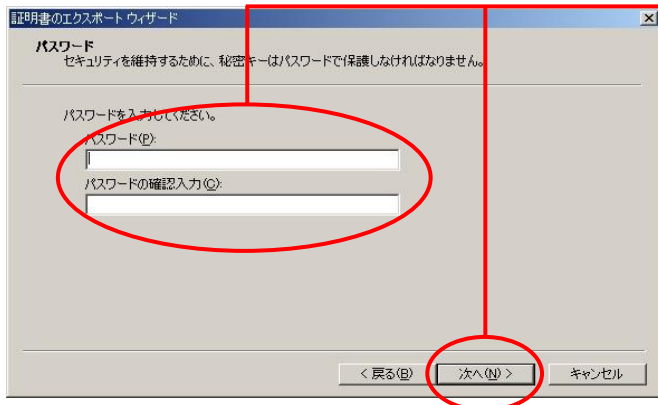 証明書のエクスポート ウィザード
パスワード
セキュリティを維持するために、秘密キーはパスワードで保護しなければなりません。
パスワードを入力してください。
パスワード(P):
パスワードの確認入力(C):
< 戻る(B)
次へ(N) >
キャンセル